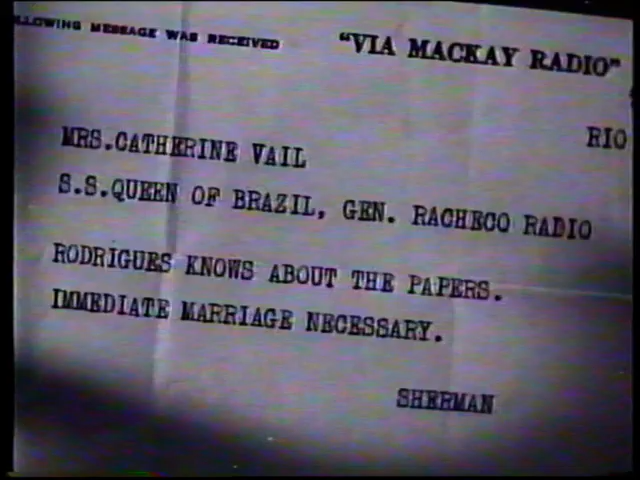 LLOWING MESSAGE WAS RECEIVED
"VIA MACKAY RADIO"
RIO
MRS.CATHERINE VAIL
S.S.QUEEN OF BRAZIL, GEN. RACHECO RADIO
RODRIGUES KNOWS ABOUT THE PAPERS.
IMMEDIATE MARRIAGE NECESSARY.
SHERMAN